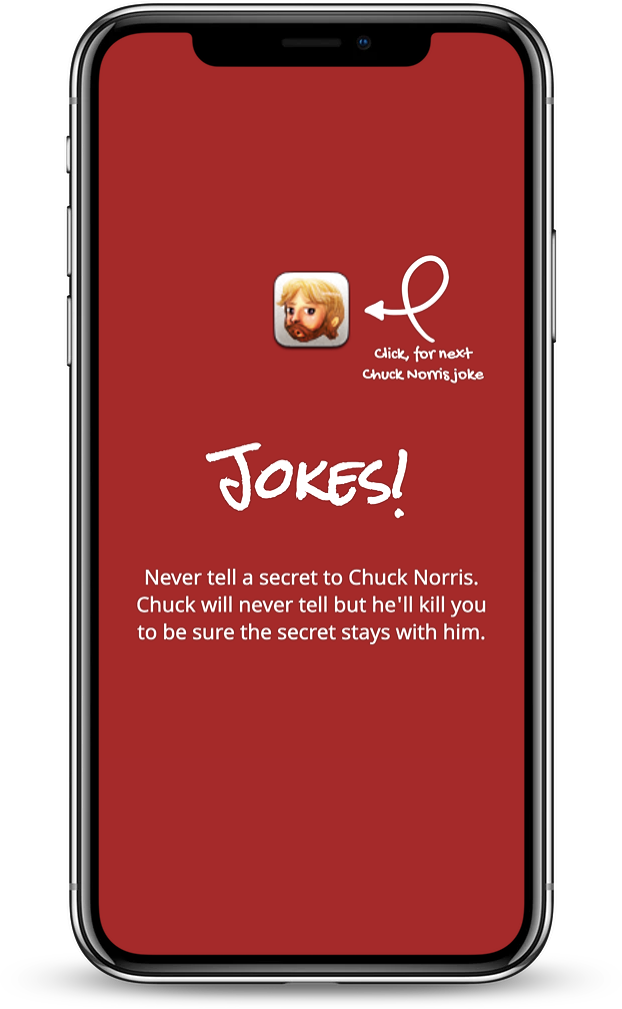 Click, for next
Chuck Norris joke
Jokes!
Never tell a secret to Chuck Norris.
Chuck will never tell but he'll kill you
to be sure the secret stays with him.